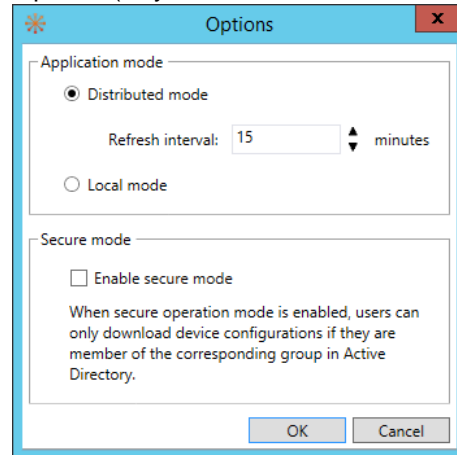 Options
x
Application mode
Distributed mode
Refresh interval: 15 minutes
Local mode
Secure mode
Enable secure mode
When secure operation mode is enabled, users can
only download device configurations if they are
member of the corresponding group in Active
Directory.
OK Cancel